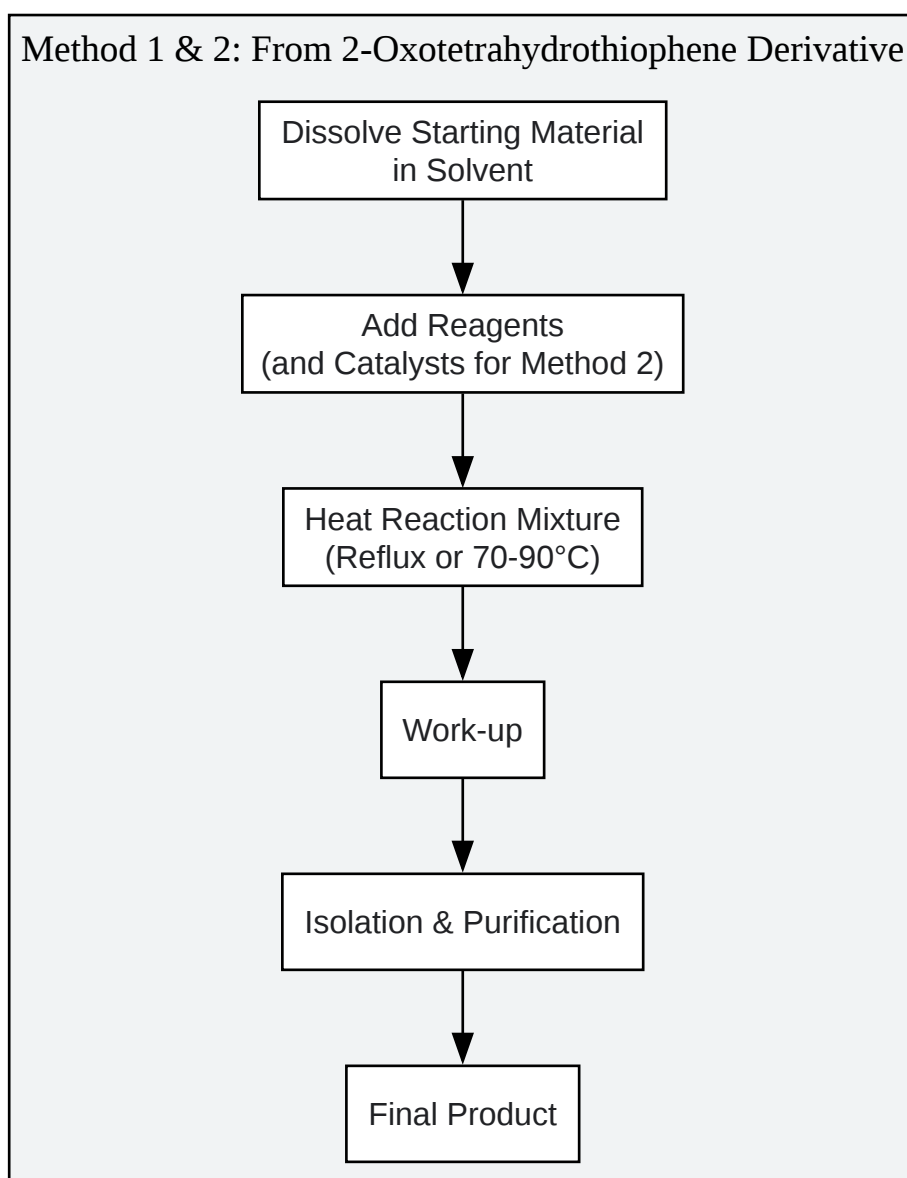 Method 1 & 2: From 2-Oxotetrahydrothiophene Derivative
Dissolve Starting Material
in Solvent
Add Reagents
(and Catalysts for Method 2)
Heat Reaction Mixture
(Reflux or 70-90°C)
Work-up
Isolation & Purification
Final Product